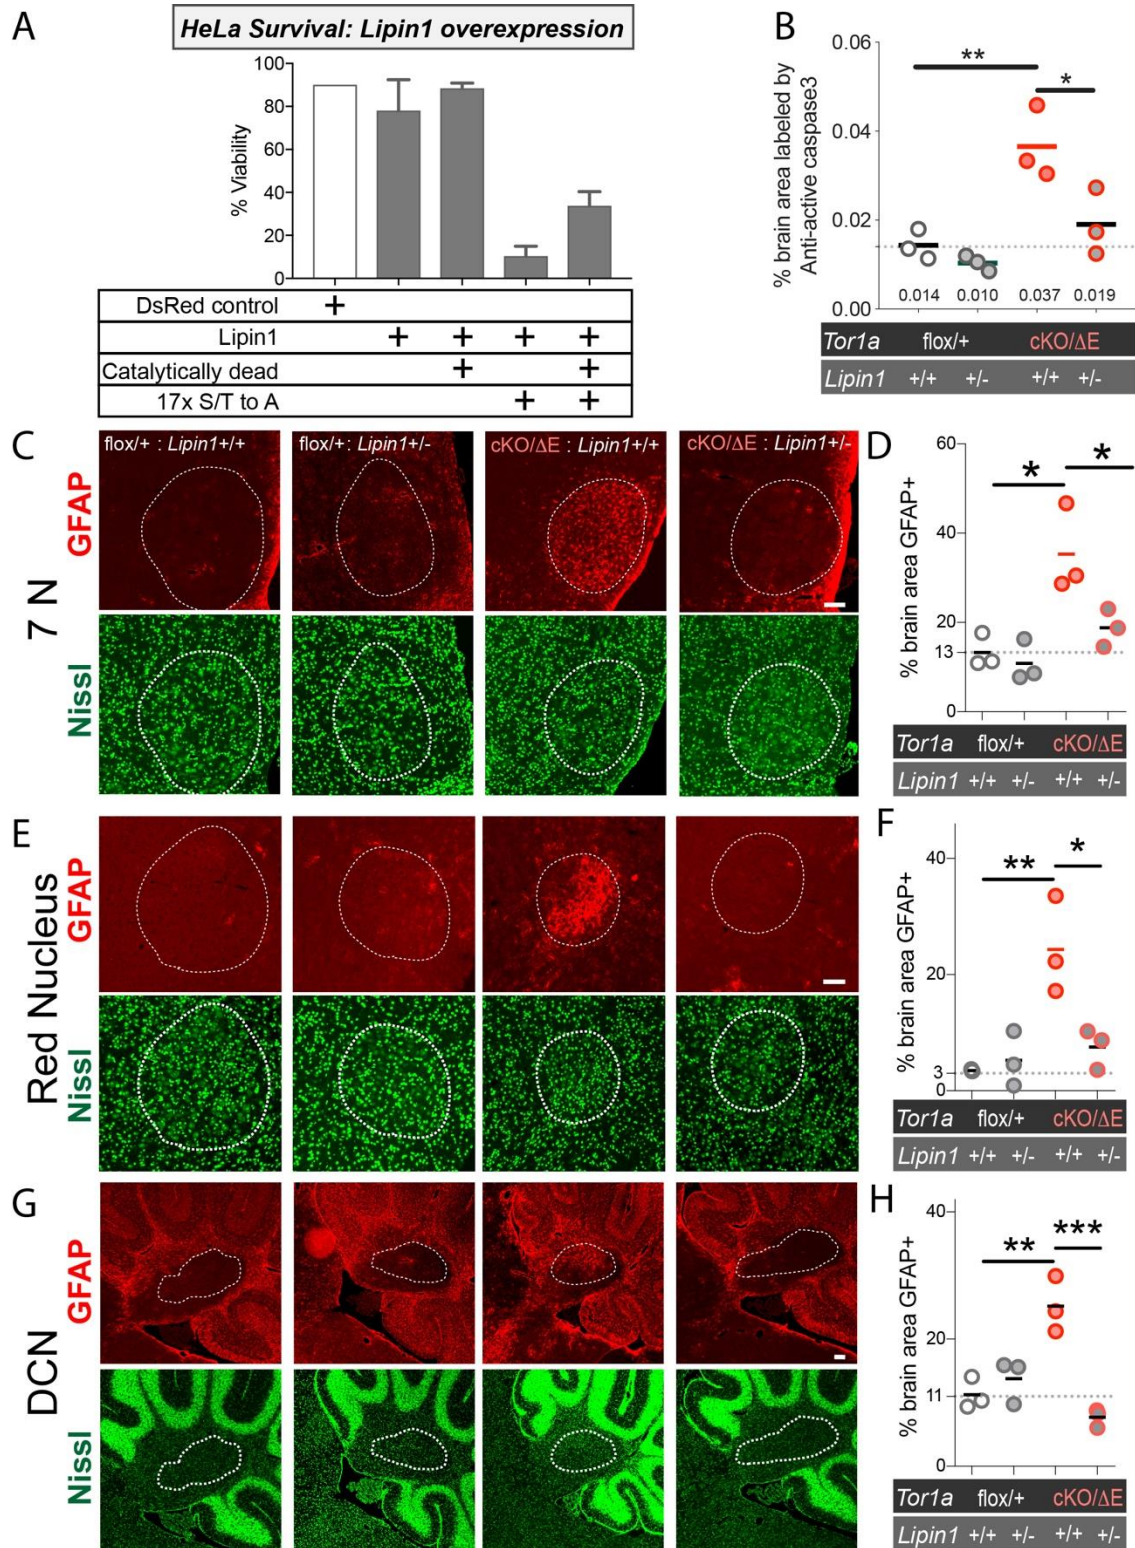 A
HeLa Survival: Lipin1 overexpression
% Viability
100
80
60
40
20
0
DsRed control +
Lipin1 + + + +
Catalytically dead + +
17x S/T to A + +
B
% brain area labeled by
Anti-active caspase3
0.06
0.04
0.02
0.00
** *
0.014 0.010 0.037 0.019
Tor1a flox/+ cKO/ΔE
Lipin1 +/+ +/- +/+ +/-
C
7 N
GFAP
Nissl
flox/+ : Lipin1+/+
flox/+ : Lipin1+/-
cKO/ΔE : Lipin1+/+
cKO/ΔE : Lipin1+/-
D
% brain area GFAP+
60
40
20
13
0
* *
Tor1a flox/+ cKO/ΔE
Lipin1 +/+ +/- +/+ +/-
E
Red Nucleus
GFAP
Nissl
F
% brain area GFAP+
40
20
3
0
** *
Tor1a flox/+ cKO/ΔE
Lipin1 +/+ +/- +/+ +/-
G
DCN
GFAP
Nissl
H
% brain area GFAP+
40
20
11
0
** ***
Tor1a flox/+ cKO/ΔE
Lipin1 +/+ +/- +/+ +/-